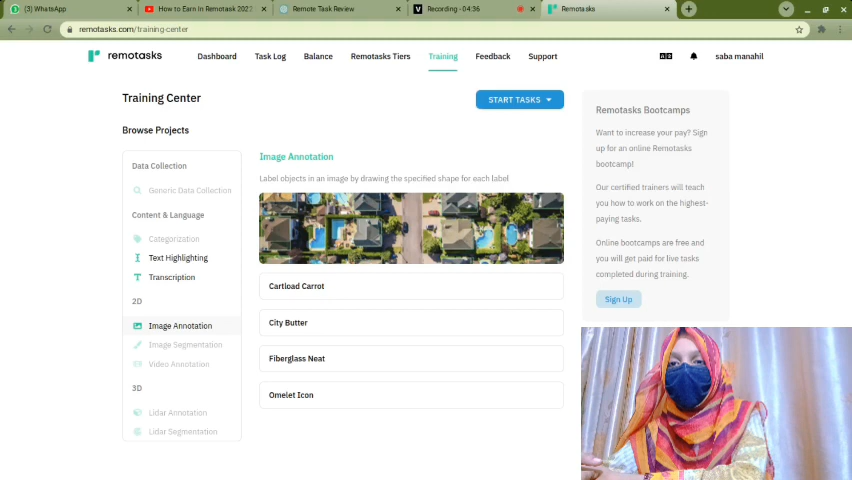 (3) WhatsApp
How to Earn In Remotask 202
Remote Task Review
Recording - 04:36
Remotasks
remotasks.com/training-center
remotasks
Dashboard
Task Log
Balance
Remotasks Tiers
Training
Feedback
Support
saba manahil
Training Center
START TASKS
Browse Projects
Data Collection
Generic Data Collection
Content & Language
Categorization
Text Highlighting
Transcription
2D
Image Annotation
Image Segmentation
Video Annotation
3D
Lidar Annotation
Lidar Segmentation
Image Annotation
Label objects in an image by drawing the specified shape for each label
Cartload Carrot
City Butter
Fiberglass Neat
Omelet Icon
Remotasks Bootcamps
Want to increase your pay? Sign
up for an online Remotasks
bootcamp!
Our certified trainers will teach
you how to work on the highest-
paying tasks.
Online bootcamps are free and
you will get paid for live tasks
completed during training.
Sign Up